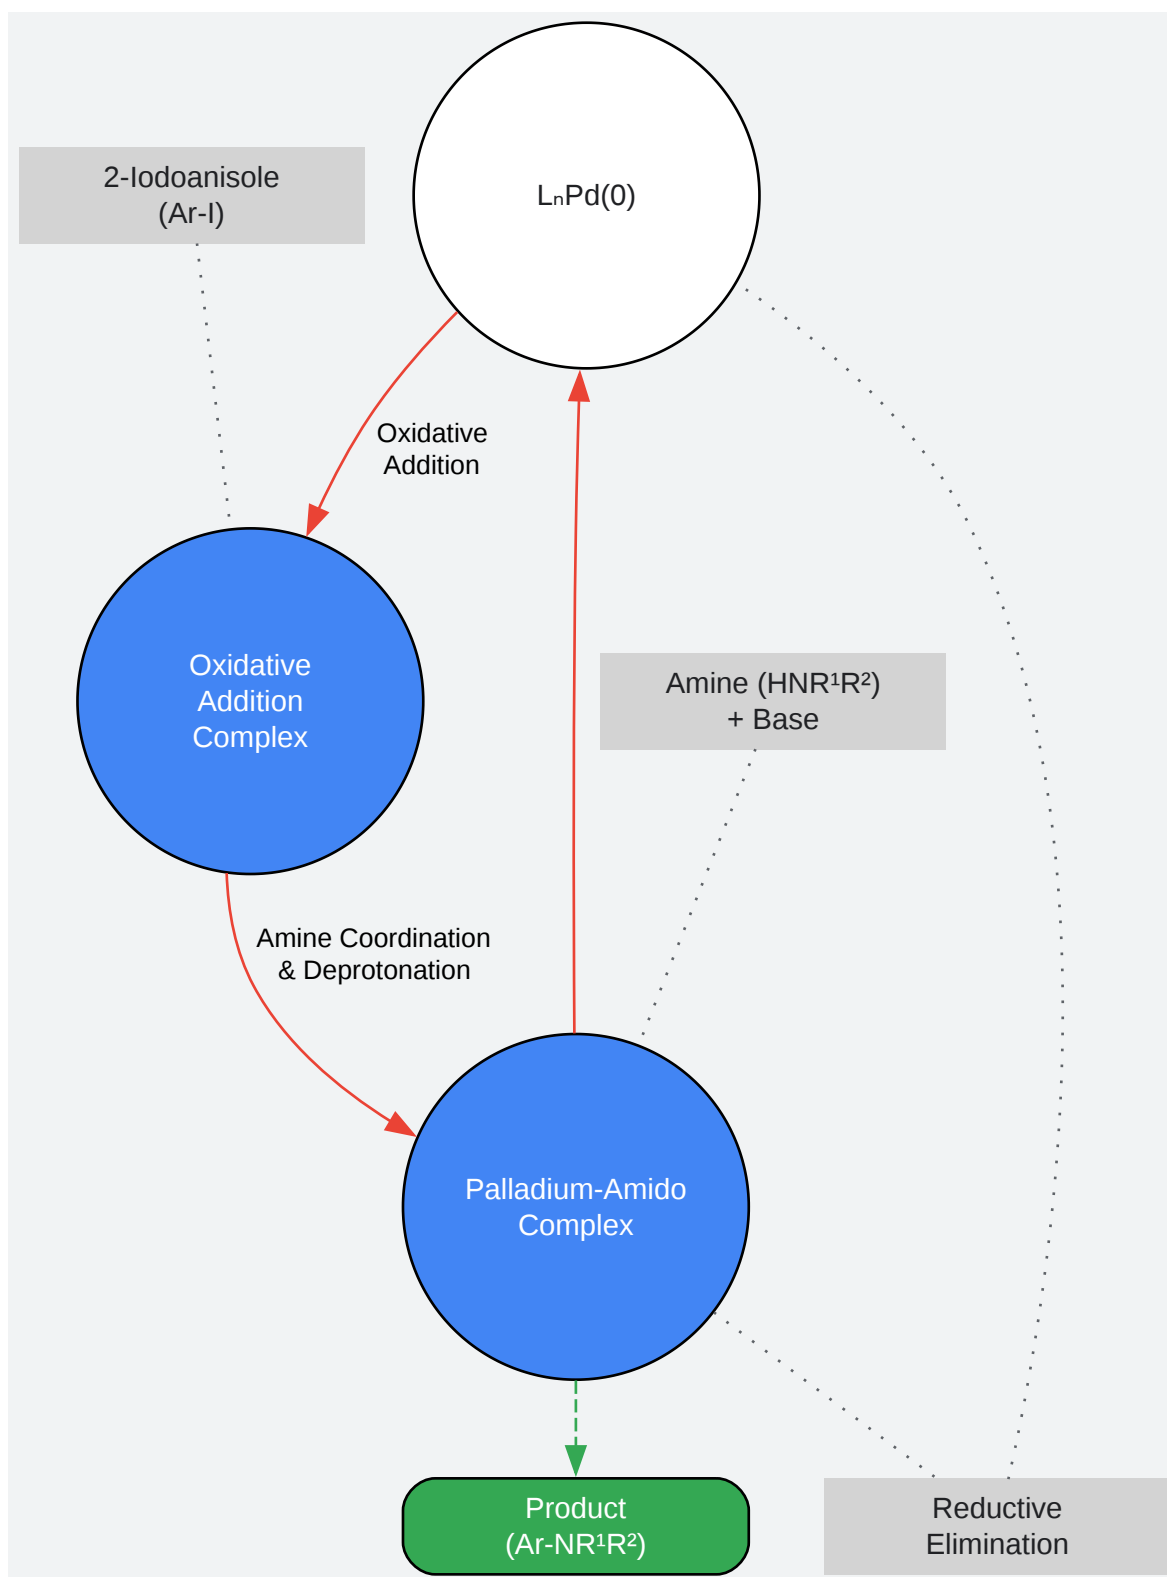 2-Iodoanisole
(Ar-I)
LₙPd(0)
Oxidative
Addition
Oxidative
Addition
Complex
Amine (HNR¹R²)
+ Base
Amine Coordination
& Deprotonation
Palladium-Amido
Complex
Product
(Ar-NR¹R²)
Reductive
Elimination